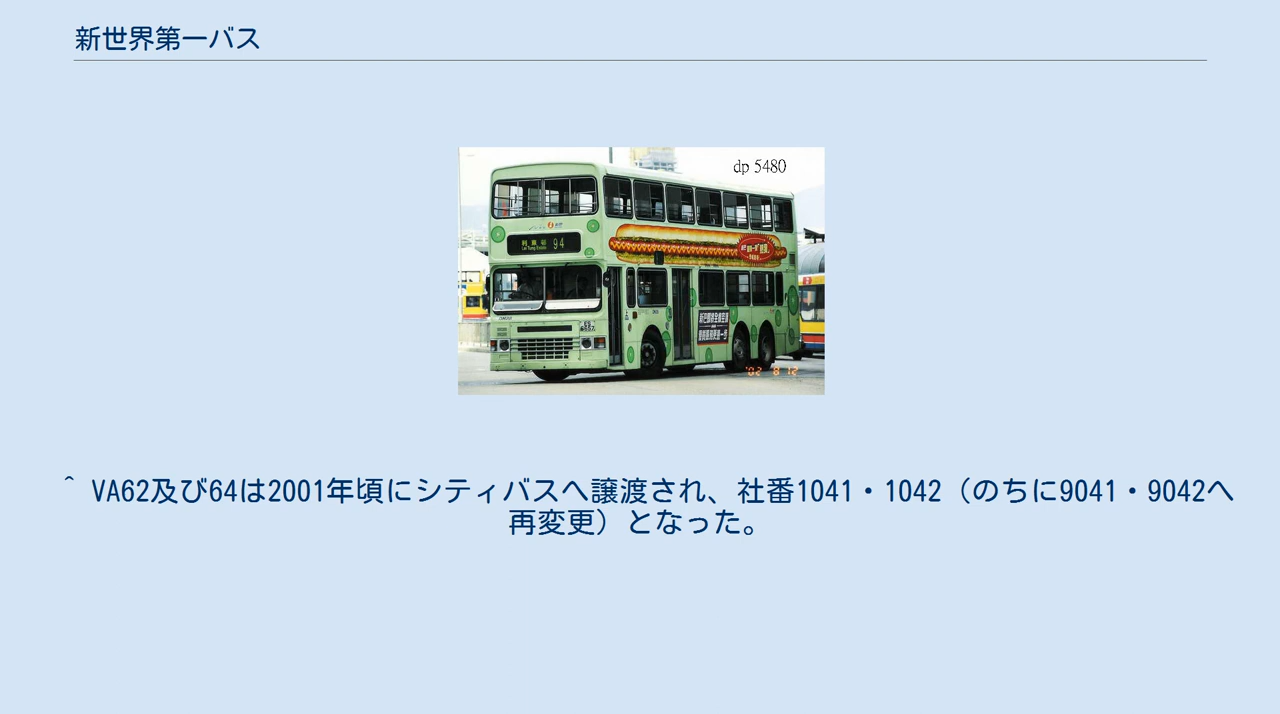 新世界第一バス
dp 5480
94
'02 8 12
^ VA62及び64は2001年頃にシティバスへ譲渡され、社番1041・1042（のちに9041・9042へ
再変更）となった。